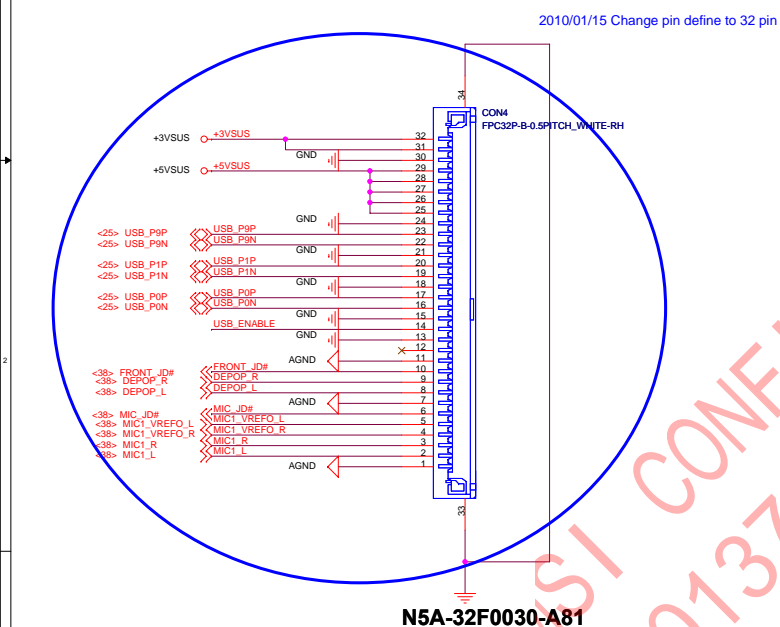 2010/01/15 Change pin define to 32 pin
34
CON4
FPC32P-B-0.5PITCH_WHITE-RH
+3VSUS +3VSUS 32
31
GND 30
+5VSUS +5VSUS 29
28
27
26
25
GND 24
<25> USB_P9P USB_P9P 23
<25> USB_P9N USB_P9N 22
GND 21
<25> USB_P1P USB_P1P 20
<25> USB_P1N USB_P1N 19
GND 18
<25> USB_P0P USB_P0P 17
<25> USB_P0N USB_P0N 16
GND 15
USB_ENABLE 14
GND 13
12
AGND 11
<38> FRONT_JD# FRONT_JD# 10
<38> DEPOP_R DEPOP_R 9
<38> DEPOP_L DEPOP_L 8
AGND 7
<38> MIC_JD# MIC_JD# 6
<38> MIC1_VREFO_L MIC1_VREFO_L 5
<38> MIC1_VREFO_R MIC1_VREFO_R 4
<38> MIC1_R MIC1_R 3
<38> MIC1_L MIC1_L 2
AGND 1
33
N5A-32F0030-A81
2